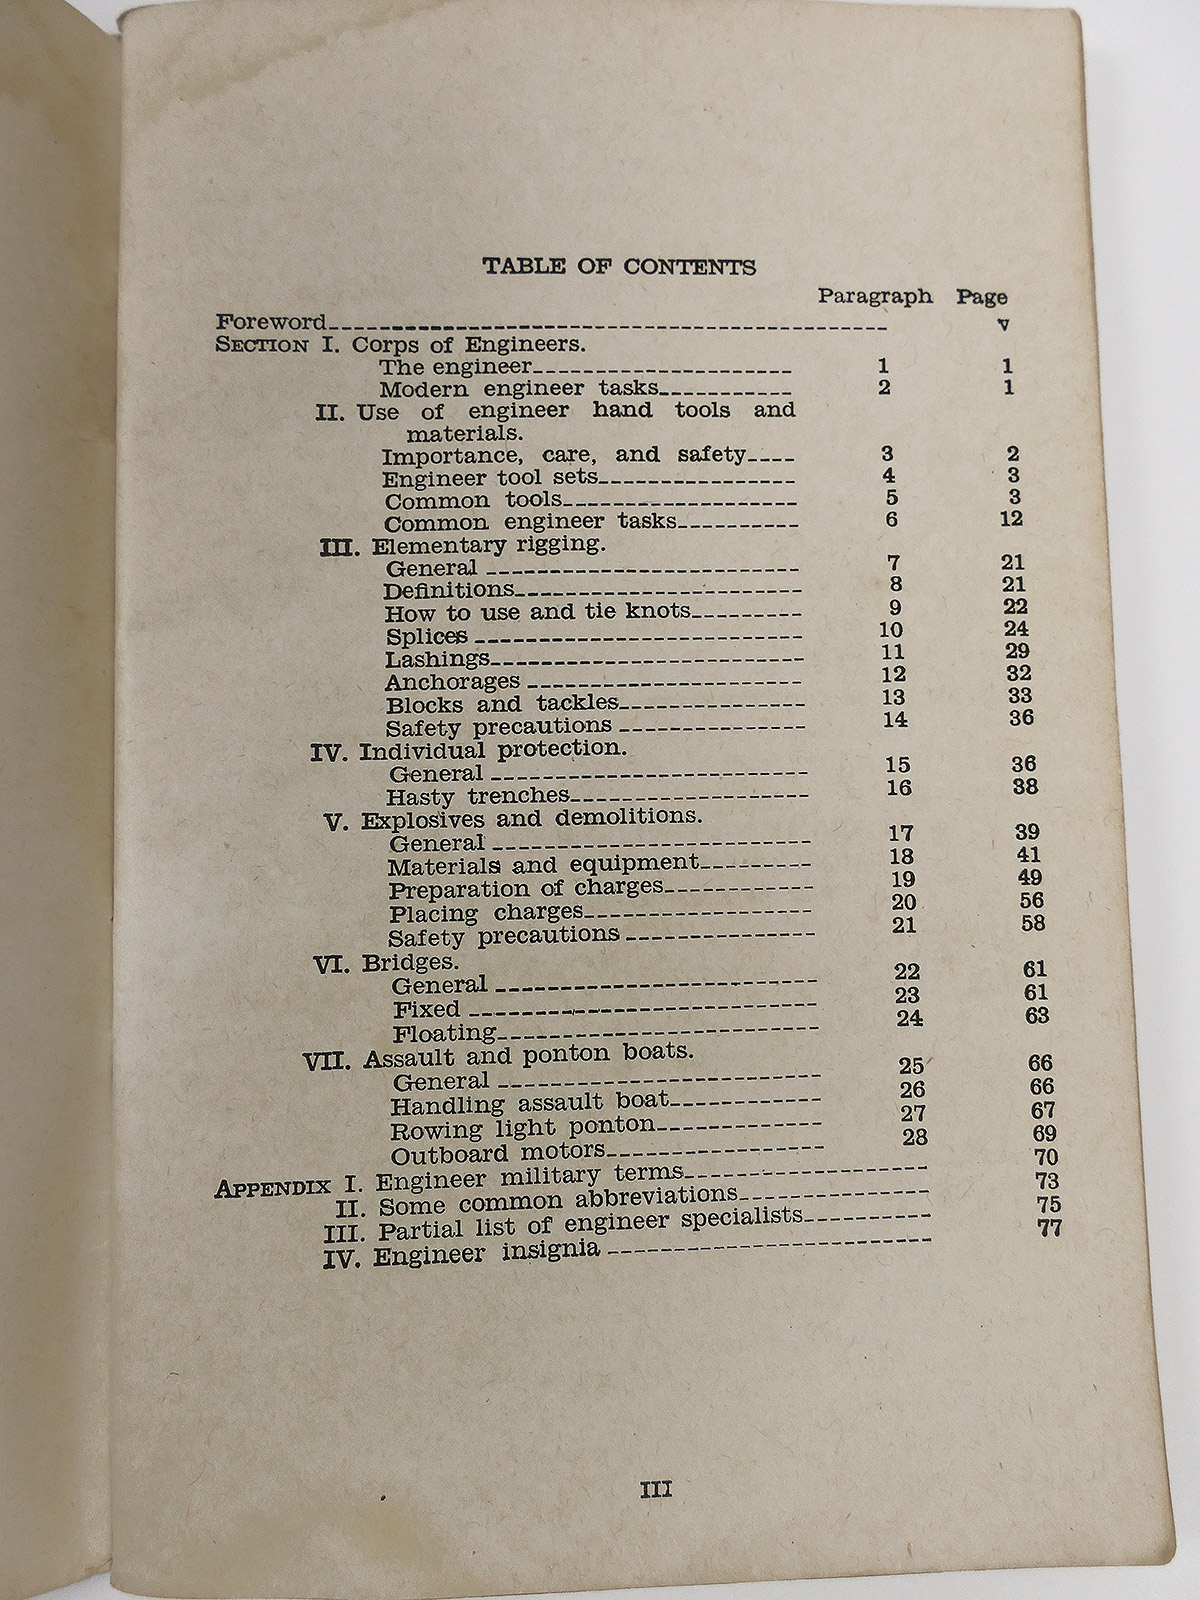 TABLE OF CONTENTS
Paragraph Page
Foreword v
SECTION I. Corps of Engineers.
The engineer 1 1
Modern engineer tasks 2 1
II. Use of engineer hand tools and
materials.
Importance, care, and safety 3 2
Engineer tool sets 4 3
Common tools 5 3
Common engineer tasks 6 12
III. Elementary rigging.
General 7 21
Definitions 8 21
How to use and tie knots 9 22
Splices 10 24
Lashings 11 29
Anchorages 12 32
Blocks and tackles 13 33
Safety precautions 14 36
IV. Individual protection.
General 15 36
Hasty trenches 16 38
V. Explosives and demolitions.
General 17 39
Materials and equipment 18 41
Preparation of charges 19 49
Placing charges 20 56
Safety precautions 21 58
VI. Bridges.
General 22 61
Fixed 23 61
Floating 24 63
VII. Assault and ponton boats.
General 25 66
Handling assault boat 26 66
Rowing light ponton 27 67
Outboard motors 28 69
APPENDIX I. Engineer military terms 70
II. Some common abbreviations 73
III. Partial list of engineer specialists 75
IV. Engineer insignia 77
III